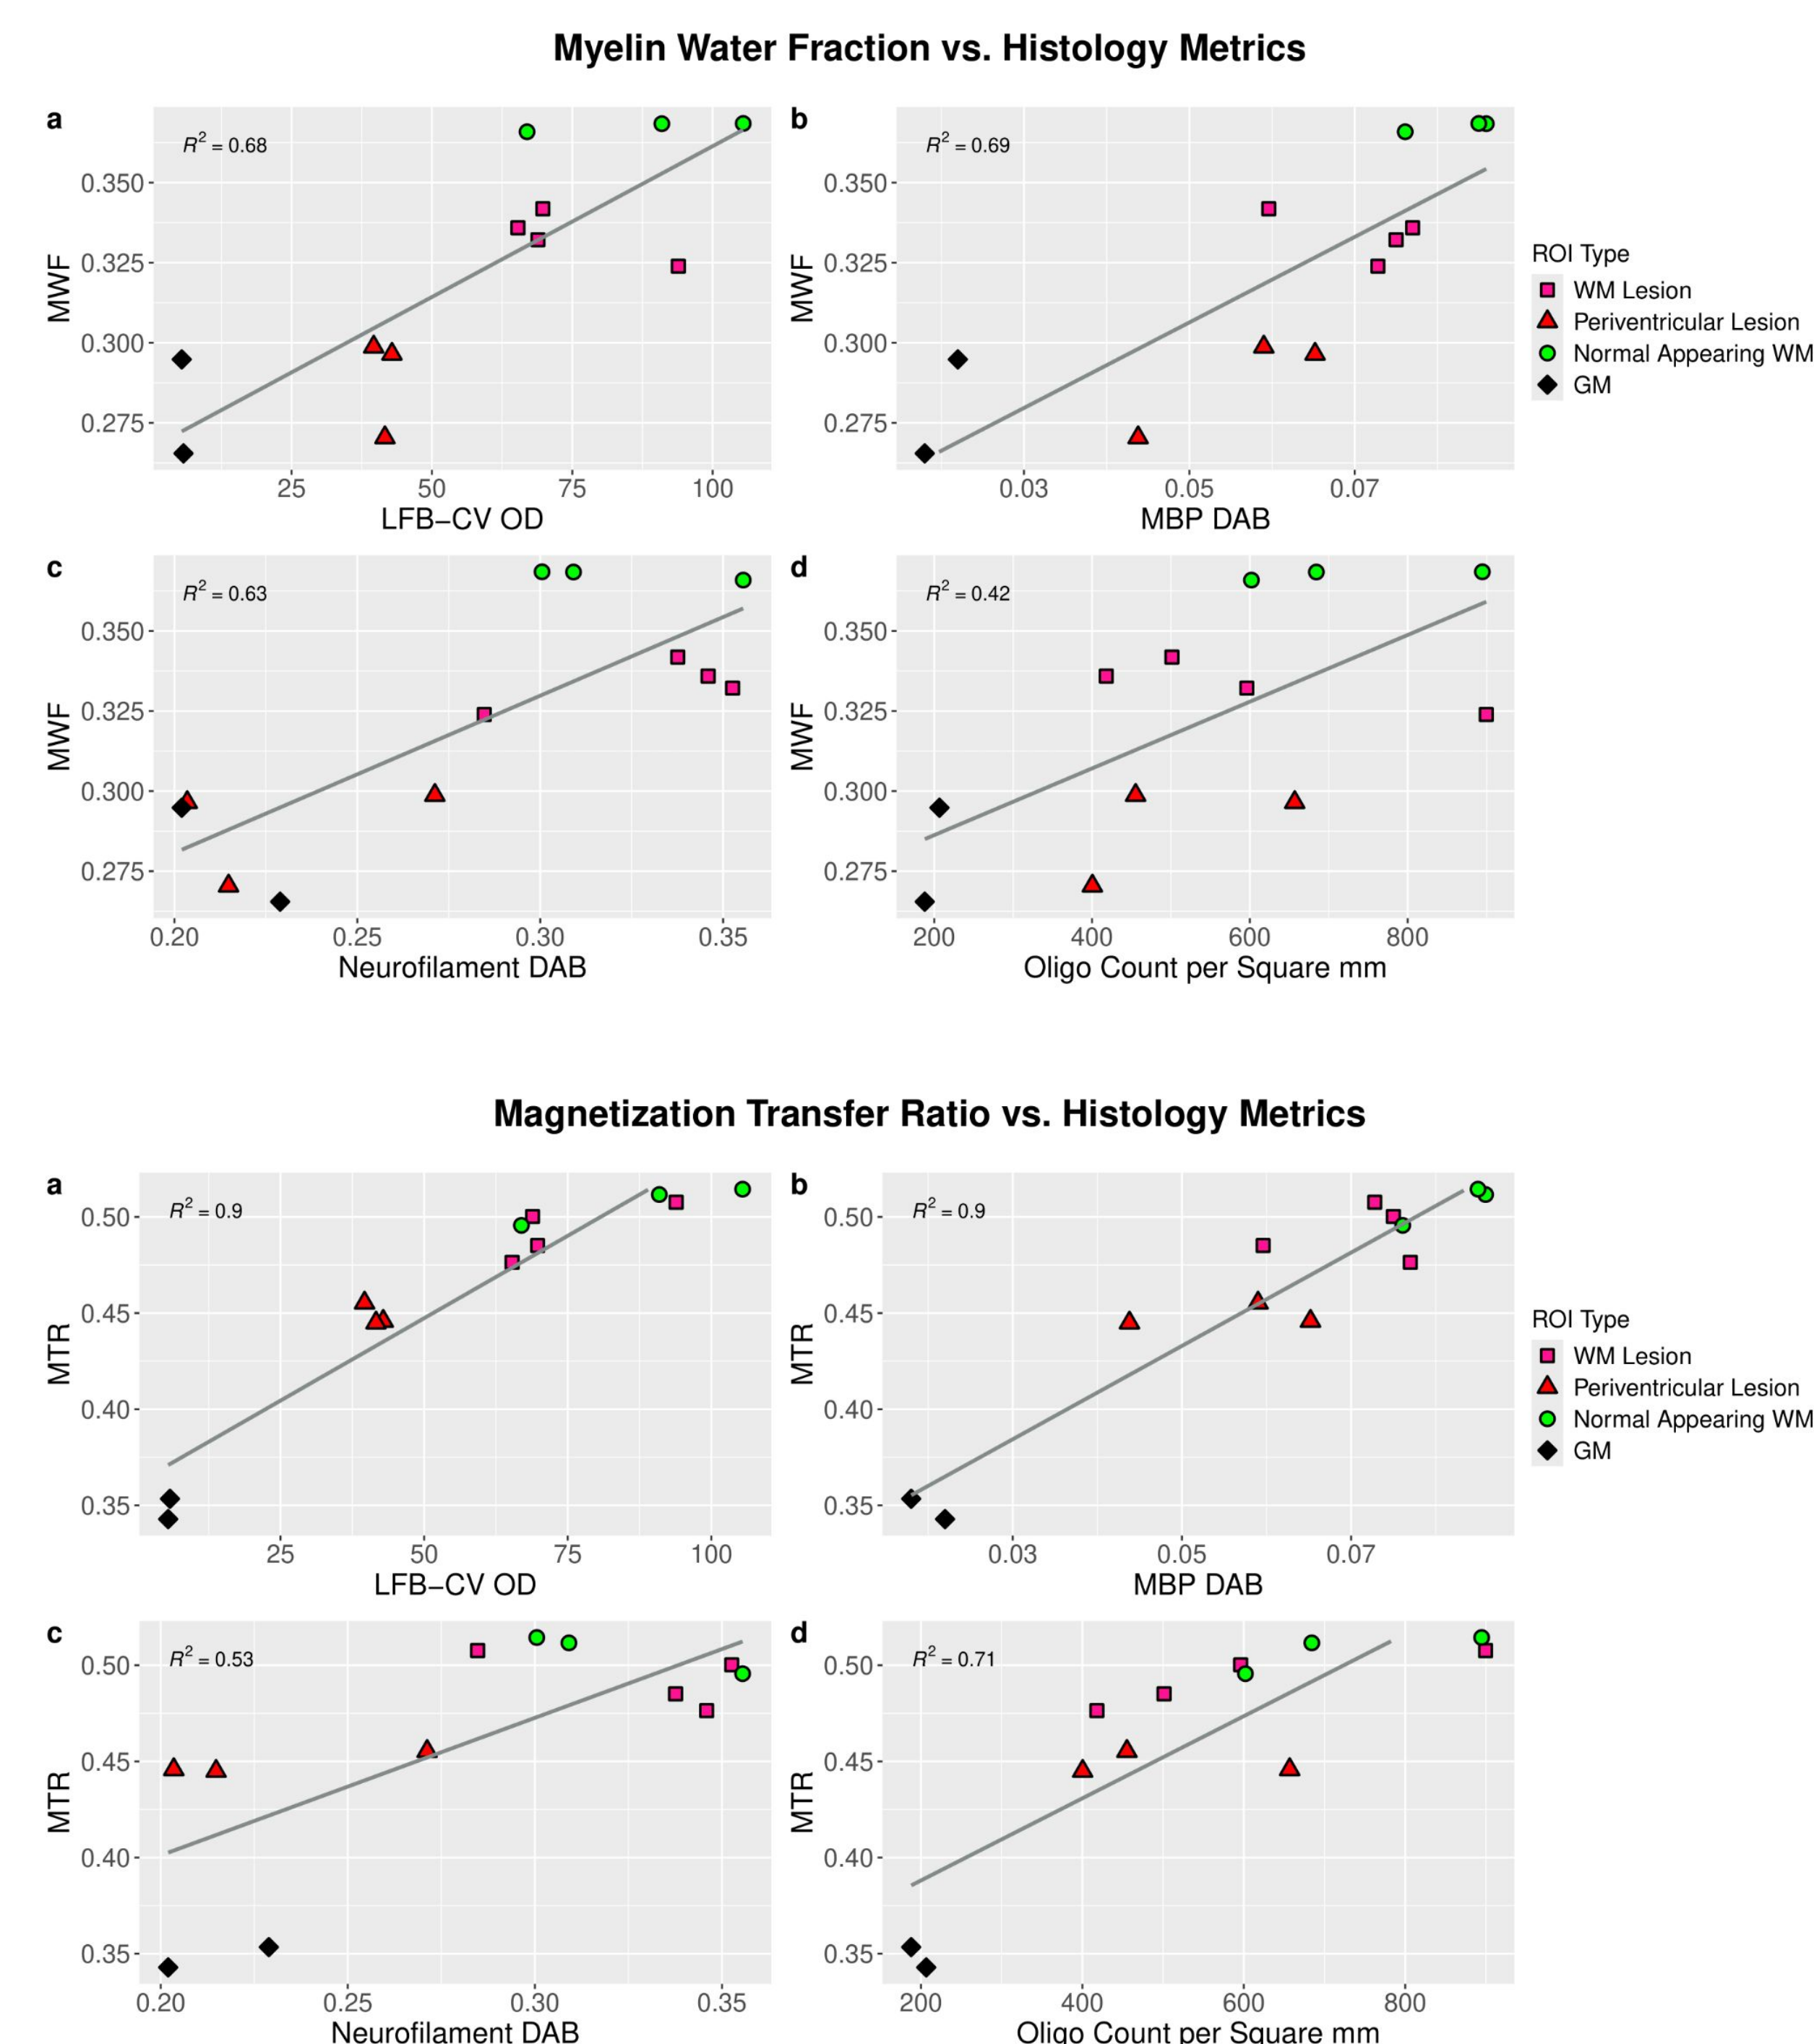 Myelin Water Fraction vs. Histology Metrics
a
R² = 0.68
MWF
0.350
0.325
0.300
0.275
25 50 75 100
LFB−CV OD
b
R² = 0.69
MWF
0.350
0.325
0.300
0.275
0.03 0.05 0.07
MBP DAB
ROI Type
WM Lesion
Periventricular Lesion
Normal Appearing WM
GM
c
R² = 0.63
MWF
0.350
0.325
0.300
0.275
0.20 0.25 0.30 0.35
Neurofilament DAB
d
R² = 0.42
MWF
0.350
0.325
0.300
0.275
200 400 600 800
Oligo Count per Square mm
Magnetization Transfer Ratio vs. Histology Metrics
a
R² = 0.9
MTR
0.50
0.45
0.40
0.35
25 50 75 100
LFB−CV OD
b
R² = 0.9
MTR
0.50
0.45
0.40
0.35
0.03 0.05 0.07
MBP DAB
ROI Type
WM Lesion
Periventricular Lesion
Normal Appearing WM
GM
c
R² = 0.53
MTR
0.50
0.45
0.40
0.35
0.20 0.25 0.30 0.35
Neurofilament DAB
d
R² = 0.71
MTR
0.50
0.45
0.40
0.35
200 400 600 800
Oligo Count per Square mm